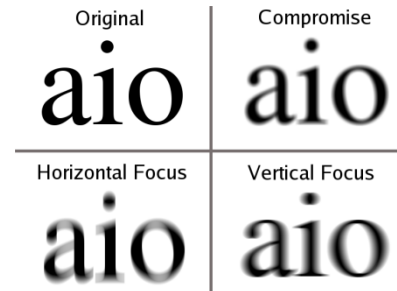 Original
aio
Compromise
aio
Horizontal Focus
aio
Vertical Focus
aio